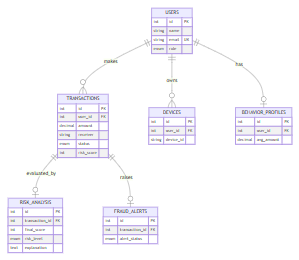 USERS
int id PK
string name
string email UK
enum role
makes
owns
has
TRANSACTIONS
int id PK
int user_id FK
decimal amount
string receiver
enum status
int risk_score
DEVICES
int id PK
int user_id FK
string device_id
BEHAVIOR_PROFILES
int id PK
int user_id FK
decimal avg_amount
evaluated_by
raises
RISK_ANALYSIS
int id PK
int transaction_id FK
int final_score
enum risk_level
text explanation
FRAUD_ALERTS
int id PK
int transaction_id FK
enum alert_status